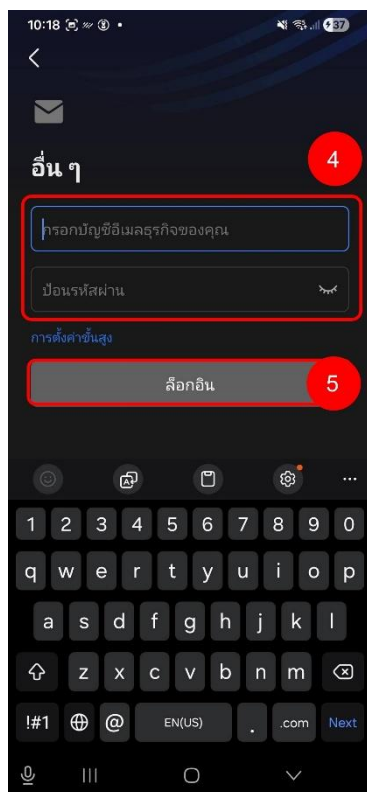 10:18
37
อื่น ๆ
4
กรอกบัญชีอีเมลธุรกิจของคุณ
ป้อนรหัสผ่าน
การตั้งค่าขั้นสูง
ล็อกอิน
5
1 2 3 4 5 6 7 8 9 0
q w e r t y u i o p
a s d f g h j k l
z x c v b n m
!#1 @ EN(US) . .com Next